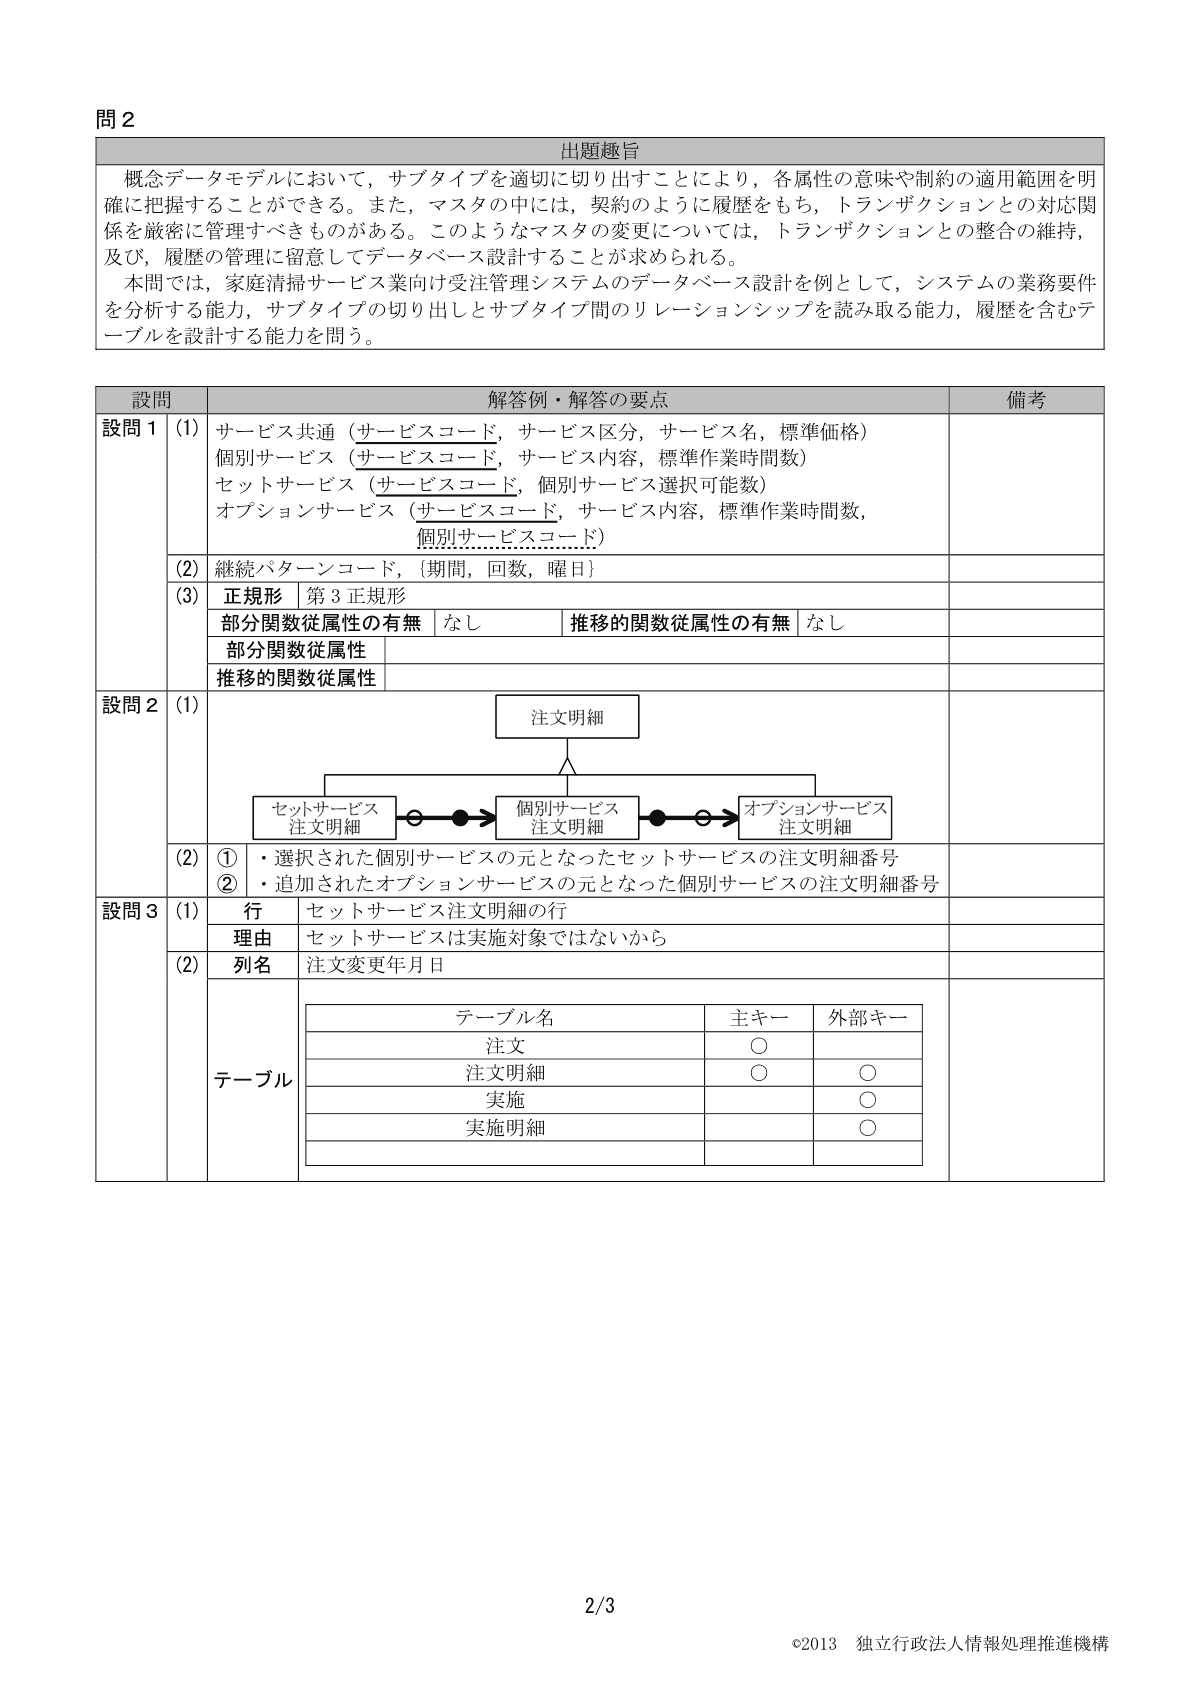 問２
出題趣旨
概念データモデルにおいて，サブタイプを適切に切り出すことにより，各属性の意味や制約の適用範囲を明
確に把握することができる。また，マスタの中には，契約のように履歴をもち，トランザクションとの対応関
係を厳密に管理すべきものがある。このようなマスタの変更については，トランザクションとの整合の維持，
及び，履歴の管理に留意してデータベース設計することが求められる。
本問では，家庭清掃サービス業向け受注管理システムのデータベース設計を例として，システムの業務要件
を分析する能力，サブタイプの切り出しとサブタイプ間のリレーションシップを読み取る能力，履歴を含むテ
ーブルを設計する能力を問う。
設問 解答例・解答の要点 備考
設問１ (1) サービス共通（サービスコード，サービス区分，サービス名，標準価格）
個別サービス（サービスコード，サービス内容，標準作業時間数）
セットサービス（サービスコード，個別サービス選択可能数）
オプションサービス（サービスコード，サービス内容，標準作業時間数，
個別サービスコード）
(2) 継続パターンコード，{期間，回数，曜日}
(3) 正規形 第 3 正規形
部分関数従属性の有無 なし 推移的関数従属性の有無 なし
部分関数従属性
推移的関数従属性
設問２ (1)
注文明細
セットサービス 個別サービス オプションサービス
注文明細 注文明細 注文明細
(2) ① ・選択された個別サービスの元となったセットサービスの注文明細番号
② ・追加されたオプションサービスの元となった個別サービスの注文明細番号
設問３ (1) 行 セットサービス注文明細の行
理由 セットサービスは実施対象ではないから
(2) 列名 注文変更年月日
テーブル
テーブル名 主キー 外部キー
注文 ○
注文明細 ○ ○
実施 ○
実施明細 ○
2/3
©2013 独立行政法人情報処理推進機構